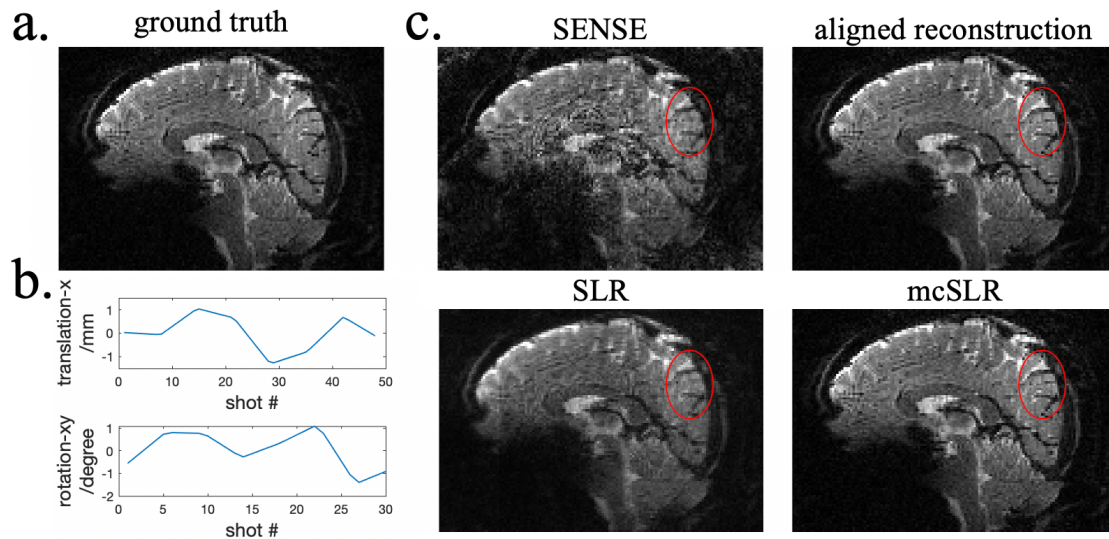 a.
ground truth
c.
SENSE
aligned reconstruction
b.
translation-x
/mm
1
0
-1
0
10
20
30
40
50
shot #
rotation-xy
/degree
1
0
-1
-2
0
5
10
15
20
25
30
shot #
SLR
mcSLR